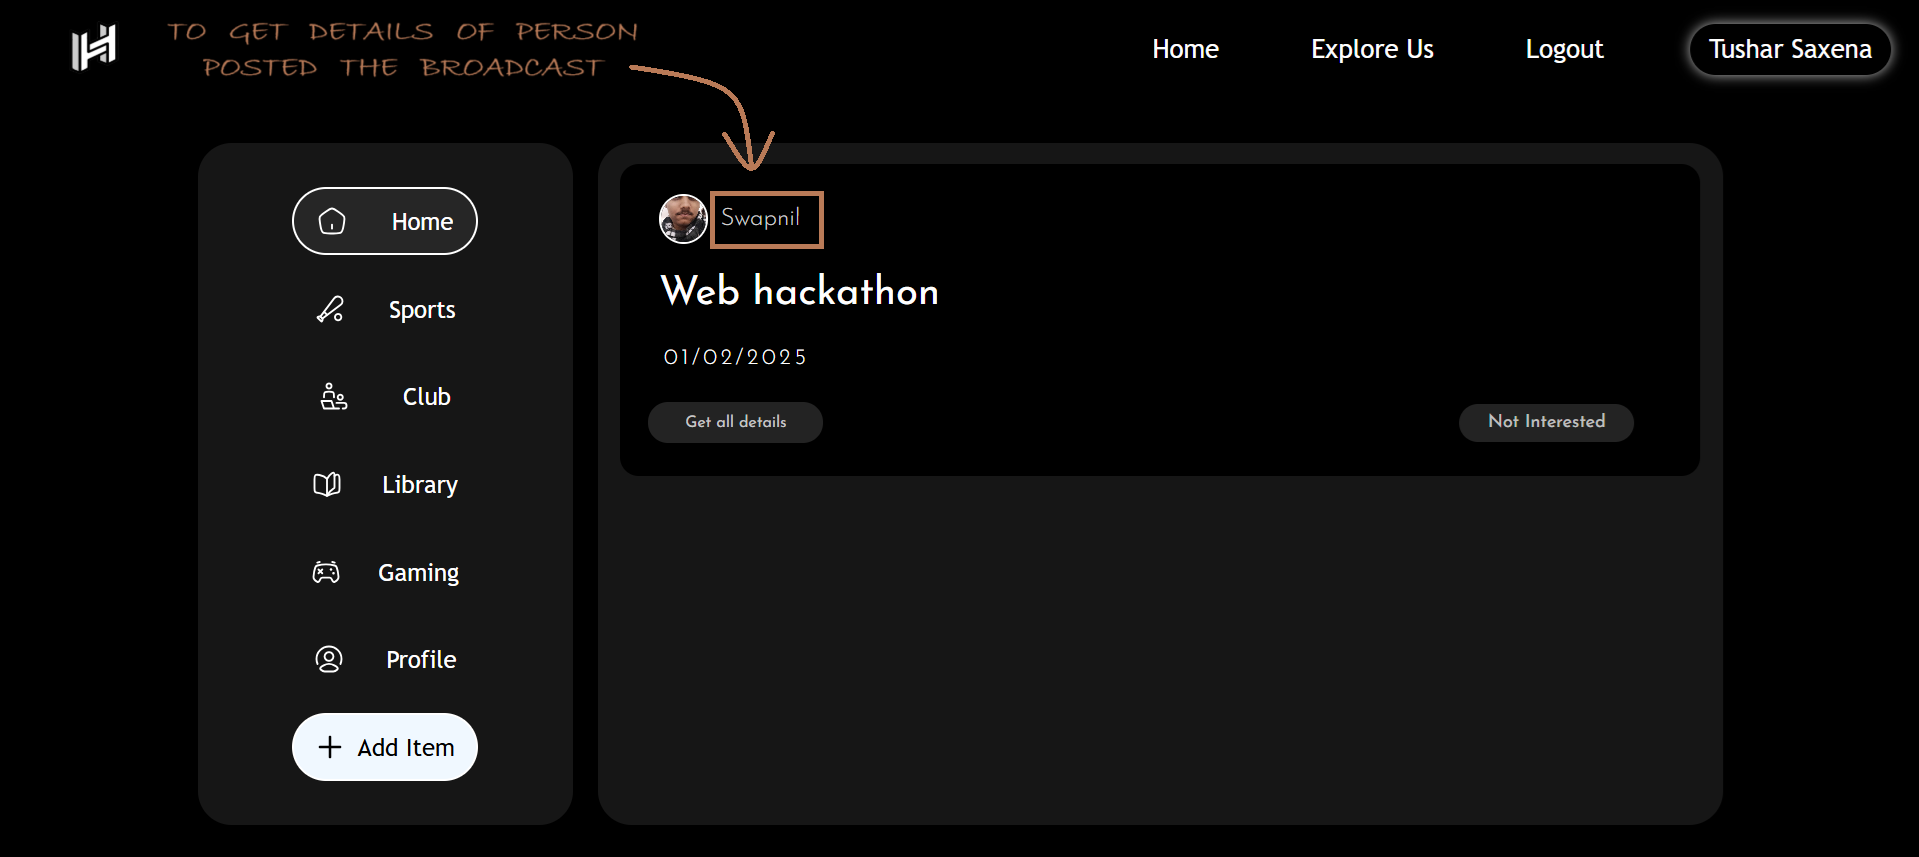 TO GET DETAILS OF PERSON
POSTED THE BROADCAST
Home
Explore Us
Logout
Tushar Saxena
Home
Sports
Club
Library
Gaming
Profile
Add Item
Swapnil
Web hackathon
01/02/2025
Get all details
Not Interested